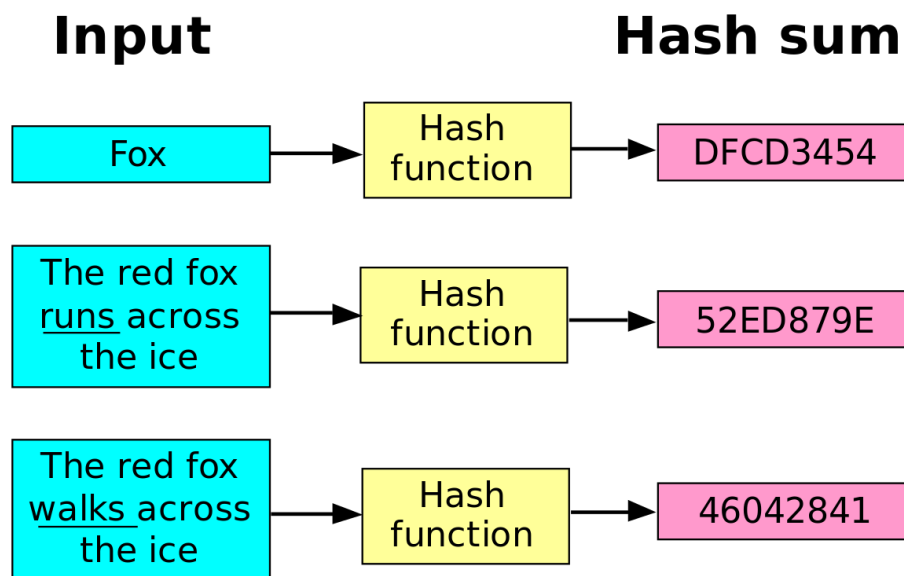 Input
Hash sum
Fox
Hash
function
DFCD3454
The red fox
runs across
the ice
Hash
function
52ED879E
The red fox
walks across
the ice
Hash
function
46042841